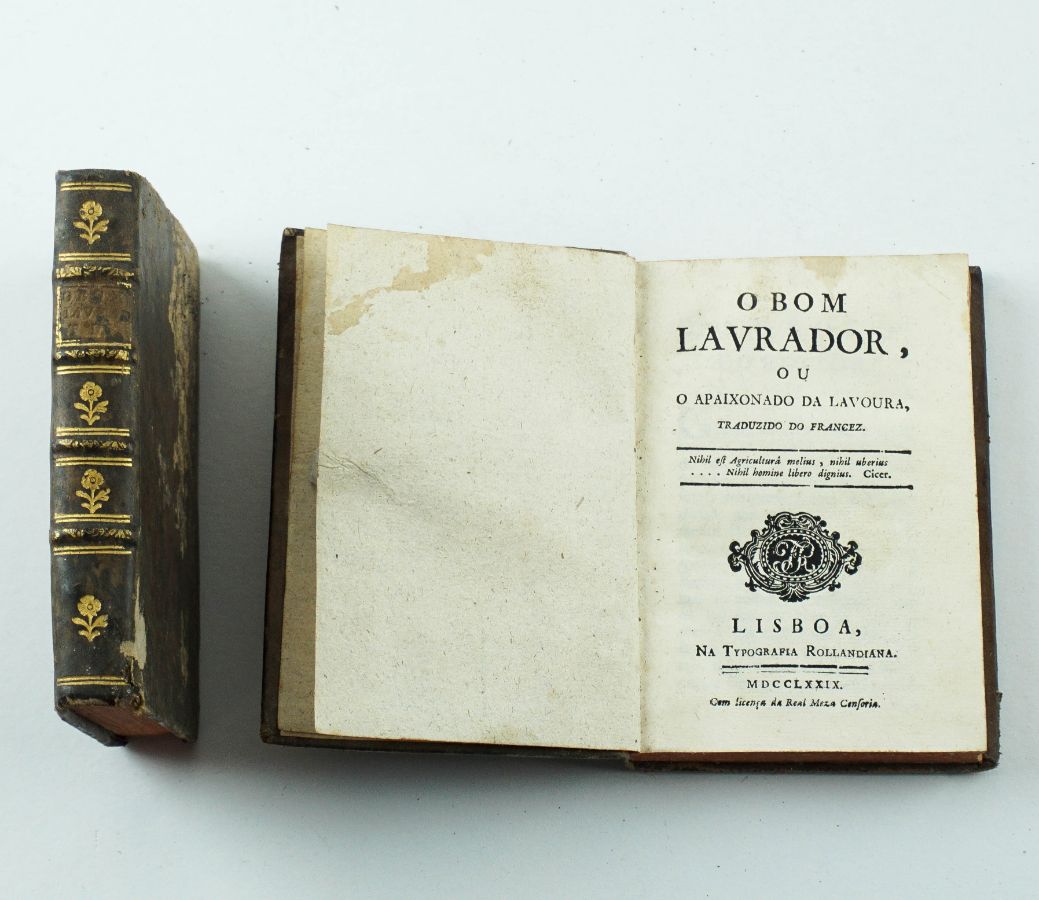 O BOM
LAVRADOR,
OU
O APAIXONADO DA LAVOURA,
TRADUZIDO DO FRANCEZ.
Nihil eſt Agriculturâ melius, nihil uberius
. . . . Nihil homine libero dignius. Cicer.
LISBOA,
NA TYPOGRAFIA ROLLANDIANA.
MDCCLXXIX.
Com licença da Real Meza Cenſoria.